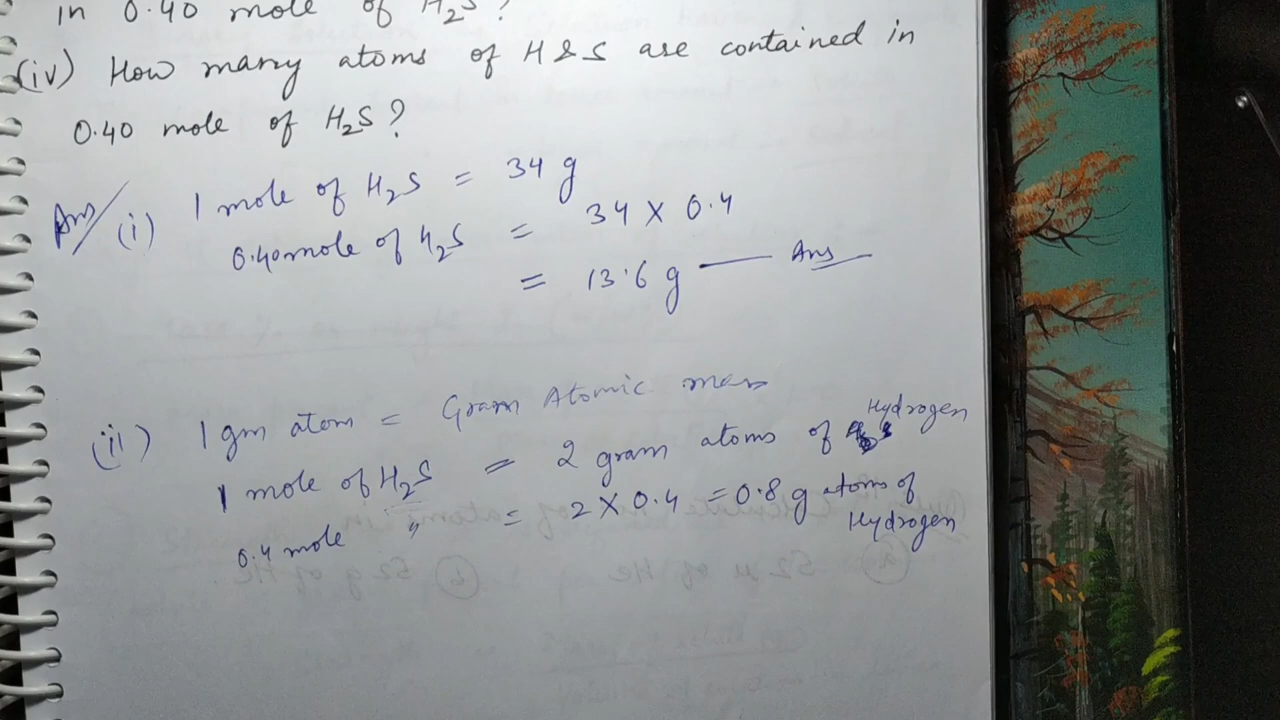 in 0.40 mole of H₂S?
(iv) How many atoms of H & S are contained in
0.40 mole of H₂S?
Ans/ (i) 1 mole of H₂S = 34 g
0.40 mole of H₂S = 34 X 0.4
= 13.6 g — Ans
(ii) 1 gm atom = Gram Atomic mass
1 mole of H₂S = 2 gram atoms of Hydrogen
0.4 mole " = 2 X 0.4 = 0.8 g atoms of
Hydrogen